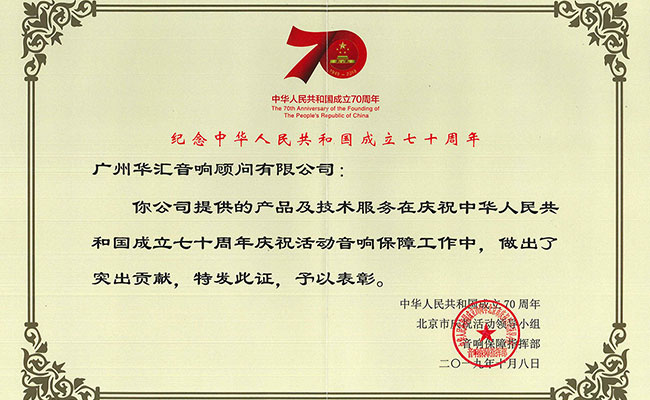 70
1949-2019
中华人民共和国成立70周年
The 70th Anniversary of the Founding of
The People's Republic of China
纪念中华人民共和国成立七十周年
广州华汇音响顾问有限公司：
你公司提供的产品及技术服务在庆祝中华人民共
和国成立七十周年庆祝活动音响保障工作中，做出了
突出贡献，特发此证，予以表彰。
中华人民共和国成立70周年
北京市庆祝活动领导小组
音响保障指挥部
二〇一九年十月八日